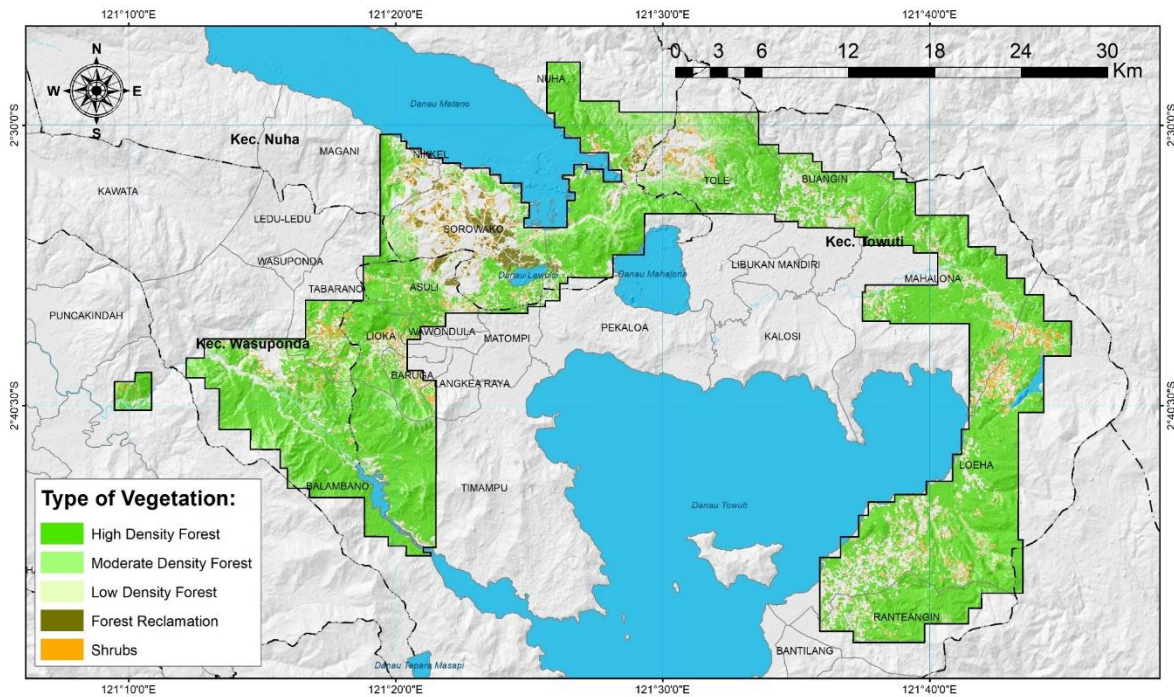 121°10'0"E 121°20'0"E 121°30'0"E 121°40'0"E
N
W E
S
0 3 6 12 18 24 30
Km
NUHA
Danau Matano
2°30'0"S 2°30'0"S
Kec. Nuha
MAGANI
NIKKEL
KAWATA
TOLE
BUANGIN
LEDU-LEDU
SOROWAKO
Kec. Towuti
WASUPONDA
LIBUKAN MANDIRI
Danau Mahalona
MAHALONA
TABARANO
ASULI
PUNCAKINDAH
LIOKA
WAWONDULA
MATOMPI
PEKALOA
KALOSI
Kec. Wasuponda
BARUGA
LANGKEA RAYA
2°40'30"S 2°40'30"S
LOEHA
BALAMBANO
TIMAMPU
Danau Towuti
Type of Vegetation:
High Density Forest
Moderate Density Forest
Low Density Forest
Forest Reclamation
Shrubs
RANTEANGIN
BANTILANG
Danau Tapara Masapi
121°10'0"E 121°20'0"E 121°30'0"E 121°40'0"E